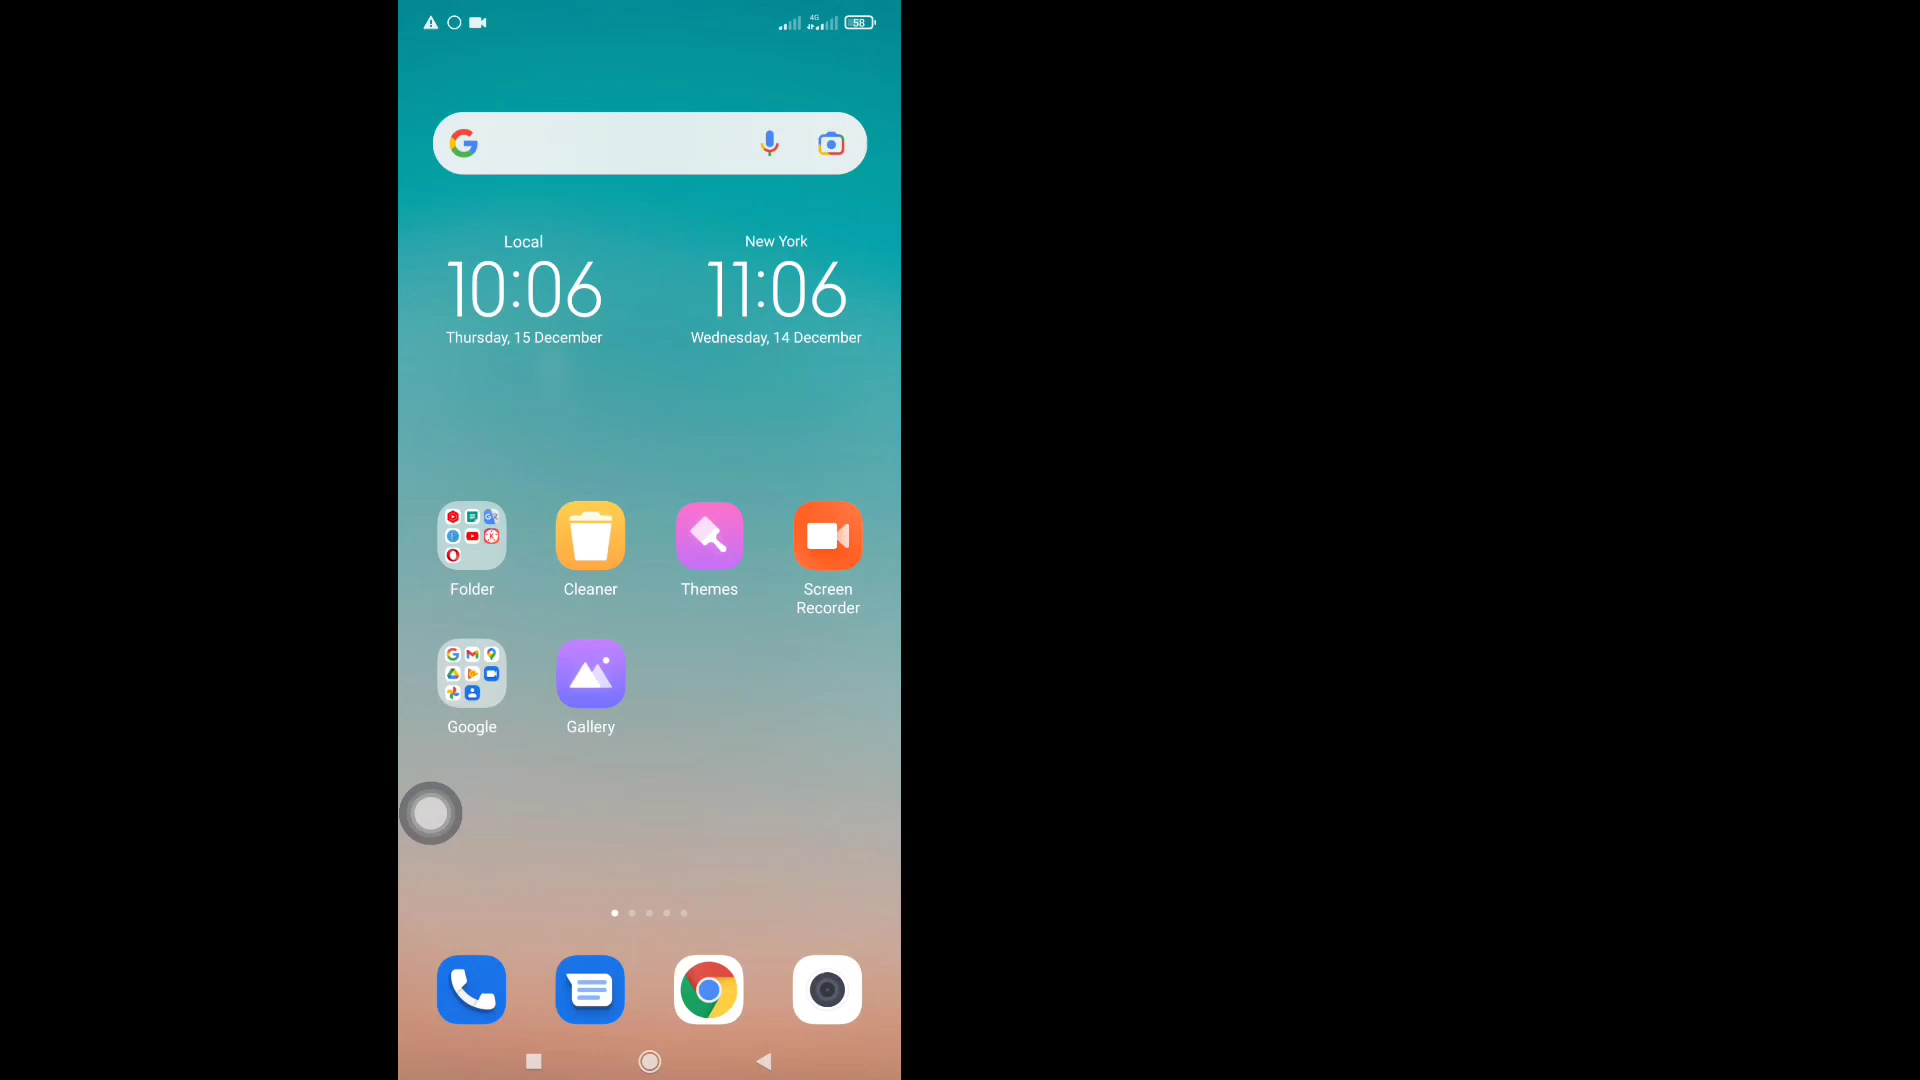 4G
58
Local
New York
10:06
11:06
Thursday, 15 December
Wednesday, 14 December
Folder
Cleaner
Themes
Screen
Recorder
Google
Gallery